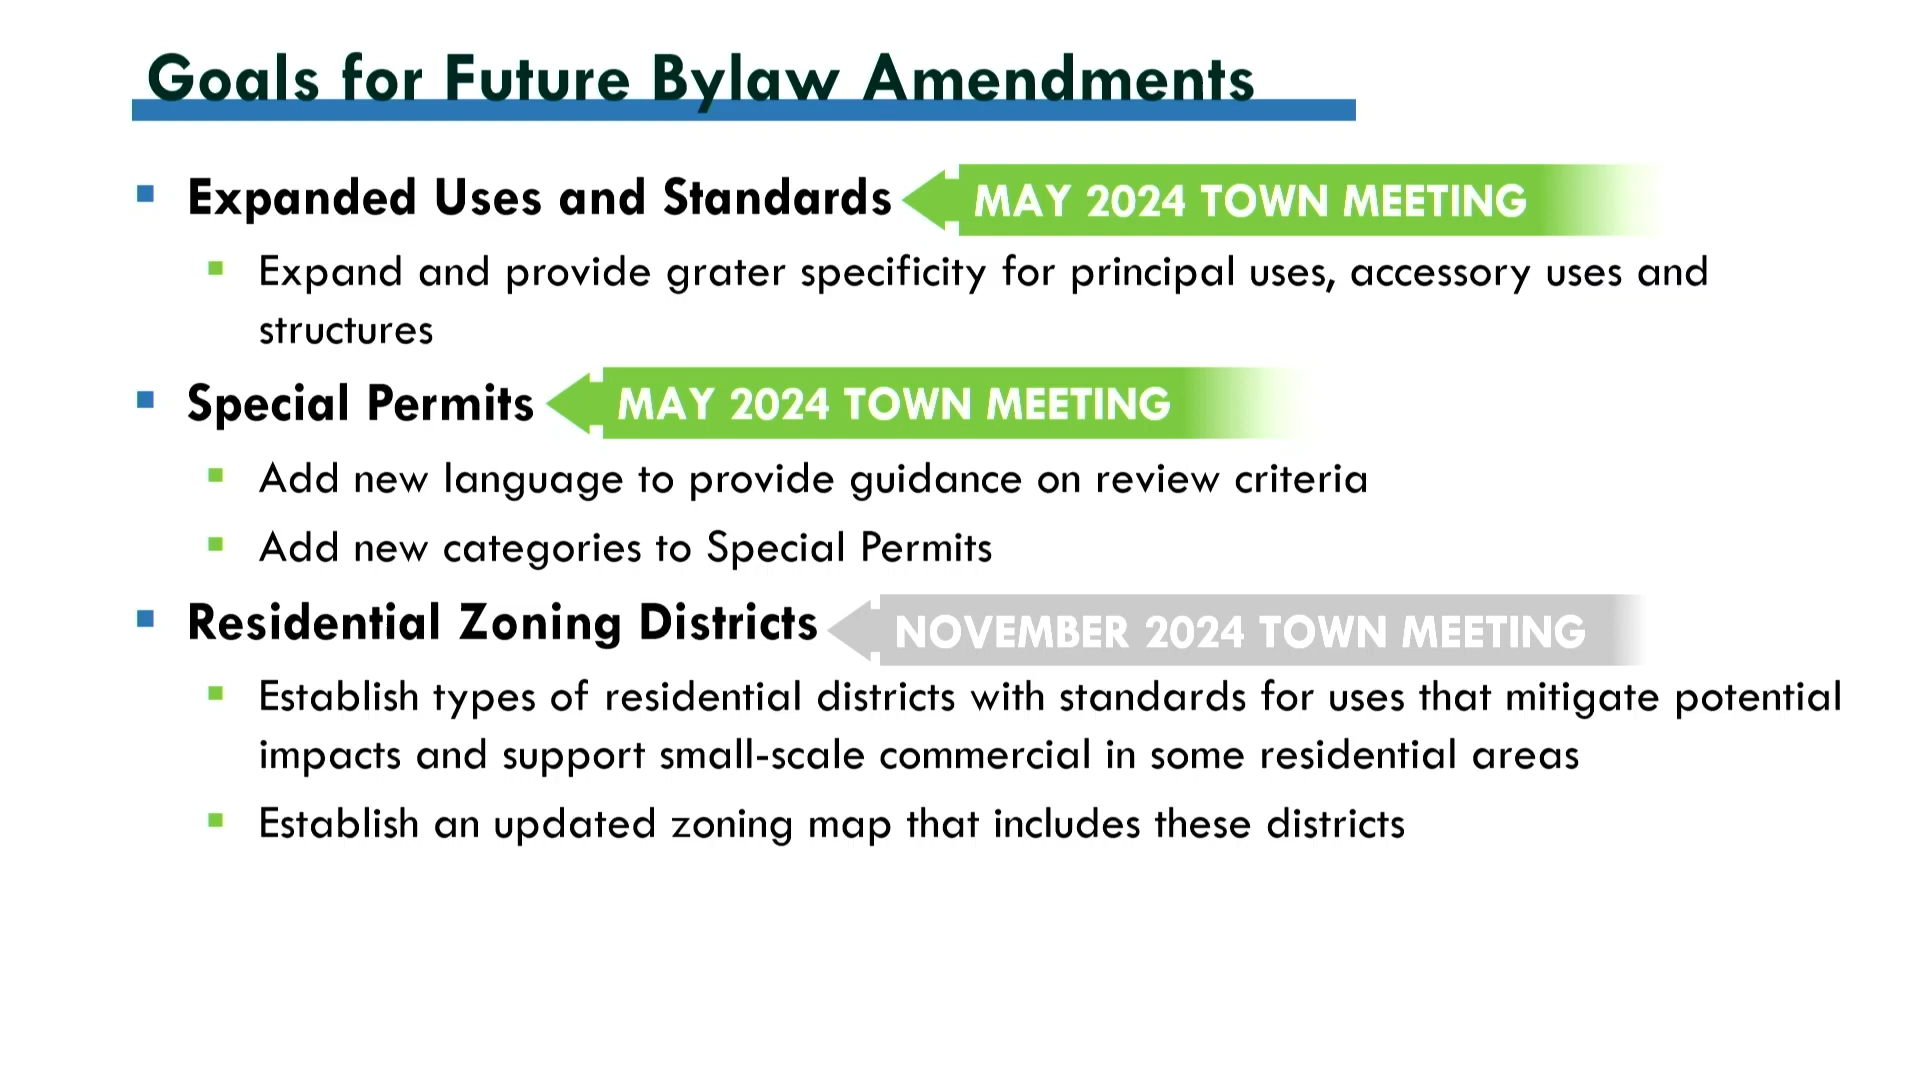 Goals for Future Bylaw Amendments
Expanded Uses and Standards MAY 2024 TOWN MEETING
Expand and provide grater specificity for principal uses, accessory uses and
structures
Special Permits MAY 2024 TOWN MEETING
Add new language to provide guidance on review criteria
Add new categories to Special Permits
Residential Zoning Districts NOVEMBER 2024 TOWN MEETING
Establish types of residential districts with standards for uses that mitigate potential
impacts and support small-scale commercial in some residential areas
Establish an updated zoning map that includes these districts